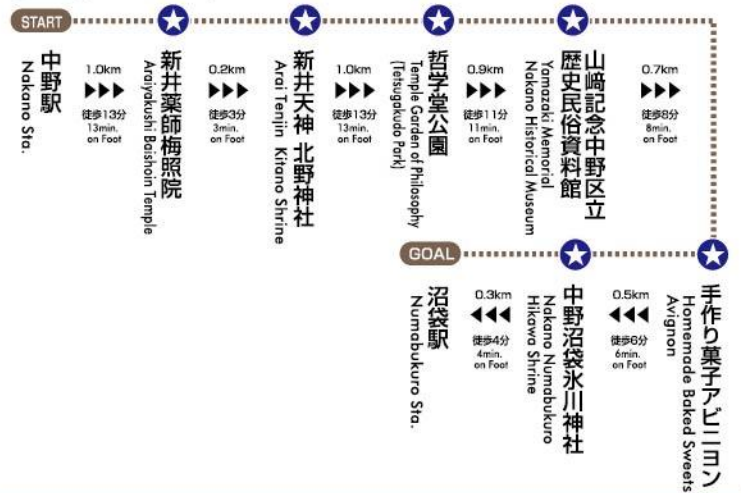 START
中野駅
Nakano Sta.
1.0km
▶▶▶
徒歩13分
13min.
on Foot
新井薬師梅照院
Araiyakushi Baishoin Temple
0.2km
▶▶▶
徒歩3分
3min.
on Foot
新井天神 北野神社
Arai Tenjin Kitano Shrine
1.0km
▶▶▶
徒歩13分
13min.
on Foot
哲学堂公園
Temple Garden of Philosophy
(Tetsugakudo Park)
0.9km
▶▶▶
徒歩11分
11min.
on Foot
山﨑記念中野区立
歴史民俗資料館
Yamazaki Memorial
Nakano Historical Museum
0.7km
▶▶▶
徒歩8分
8min.
on Foot
手作り菓子アビニヨン
Homemade Baked Sweets
Avignon
0.5km
◀◀◀
徒歩6分
6min.
on Foot
中野沼袋氷川神社
Nakano Numabukuro
Hikawa Shrine
0.3km
◀◀◀
徒歩4分
4min.
on Foot
GOAL
沼袋駅
Numabukuro Sta.